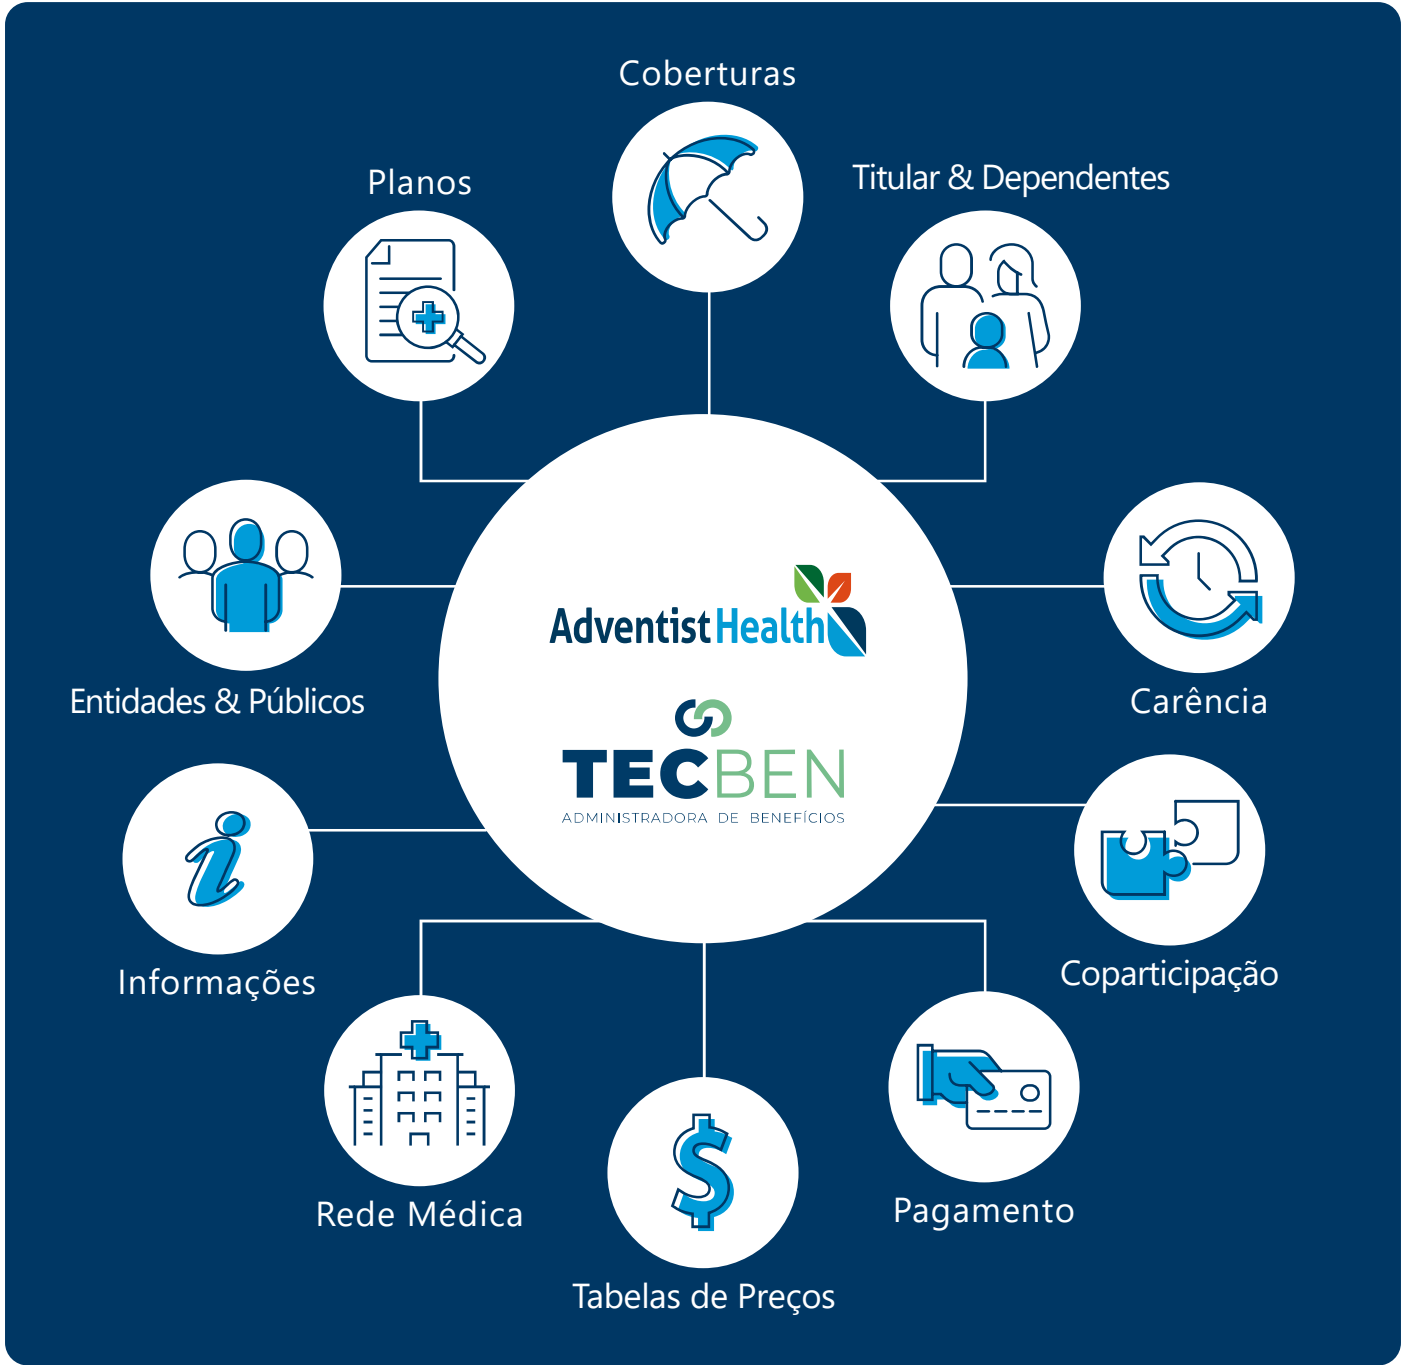 Coberturas
Planos
Titular & Dependentes
Entidades & Públicos
AdventistHealth
TECBEN
ADMINISTRADORA DE BENEFÍCIOS
Carência
Informações
Coparticipação
Rede Médica
Pagamento
Tabelas de Preços